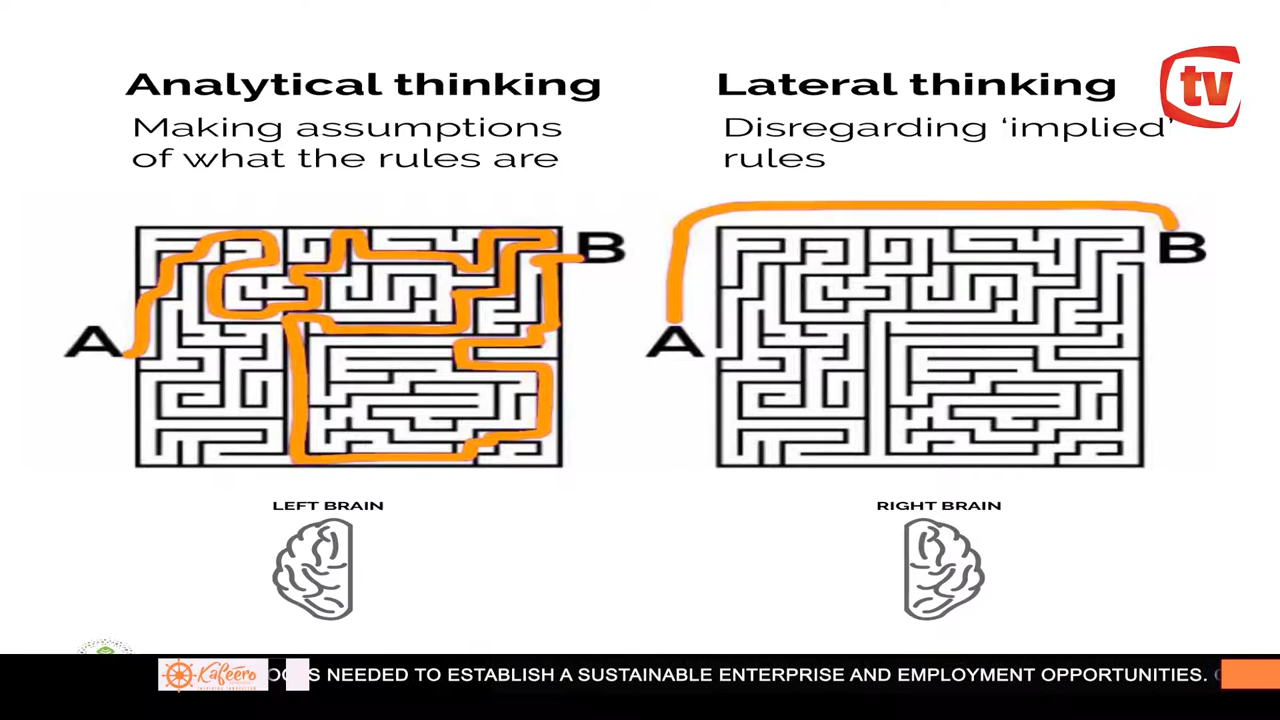 Analytical thinking
Making assumptions
of what the rules are
Lateral thinking
Disregarding ‘implied’
rules
tv
A
B
A
B
LEFT BRAIN
RIGHT BRAIN
Kafeero
S NEEDED TO ESTABLISH A SUSTAINABLE ENTERPRISE AND EMPLOYMENT OPPORTUNITIES.